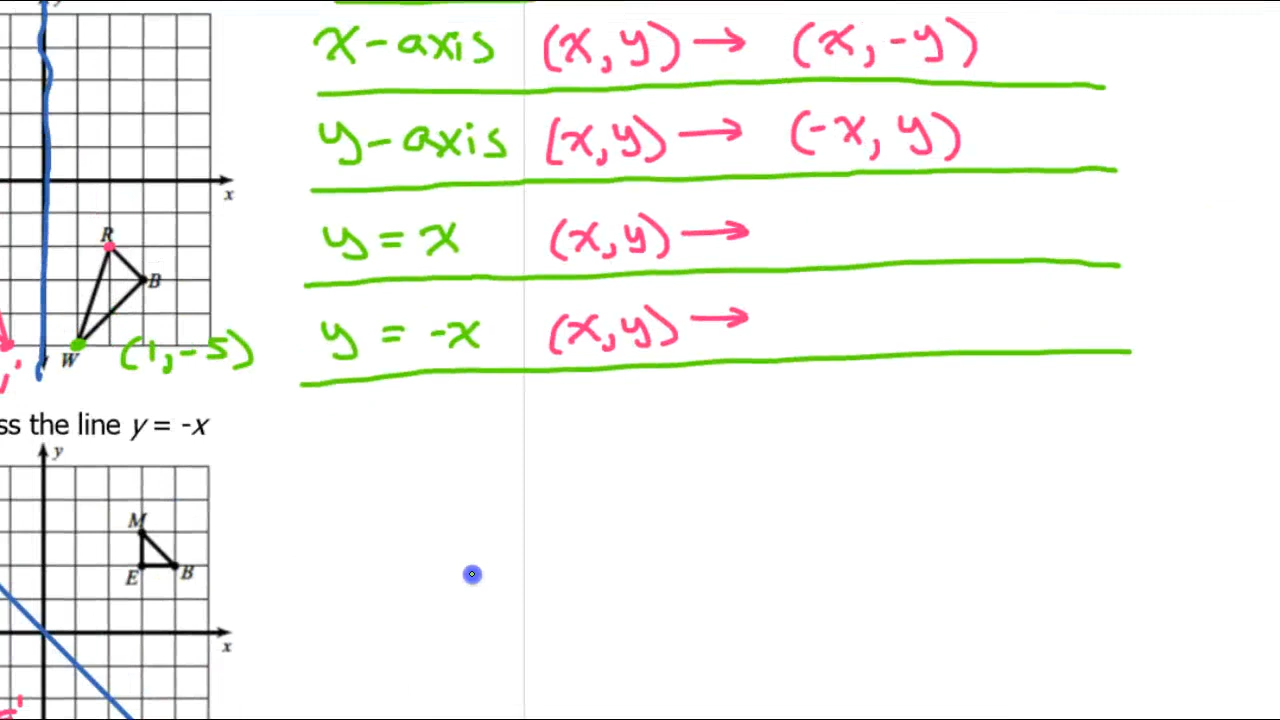 y
x-axis (x,y) → (x,-y)
y-axis (x,y) → (-x, y)
x
R
B
y = x (x,y) →
W
(1,-5)
y = -x (x,y) →
ss the line y = -x
y
M
E
B
x